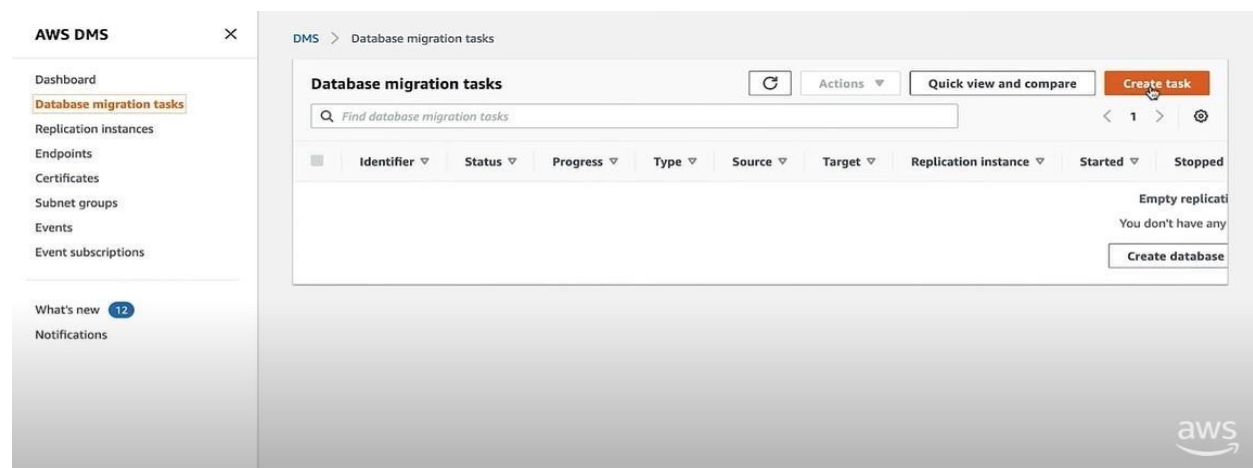 AWS DMS
Dashboard
Database migration tasks
Replication instances
Endpoints
Certificates
Subnet groups
Events
Event subscriptions
What's new 12
Notifications
DMS > Database migration tasks
Database migration tasks
Actions Quick view and compare Create task
Find database migration tasks
< 1 >
Identifier Status Progress Type Source Target Replication instance Started Stopped
Empty replicati
You don't have any
Create database
aws